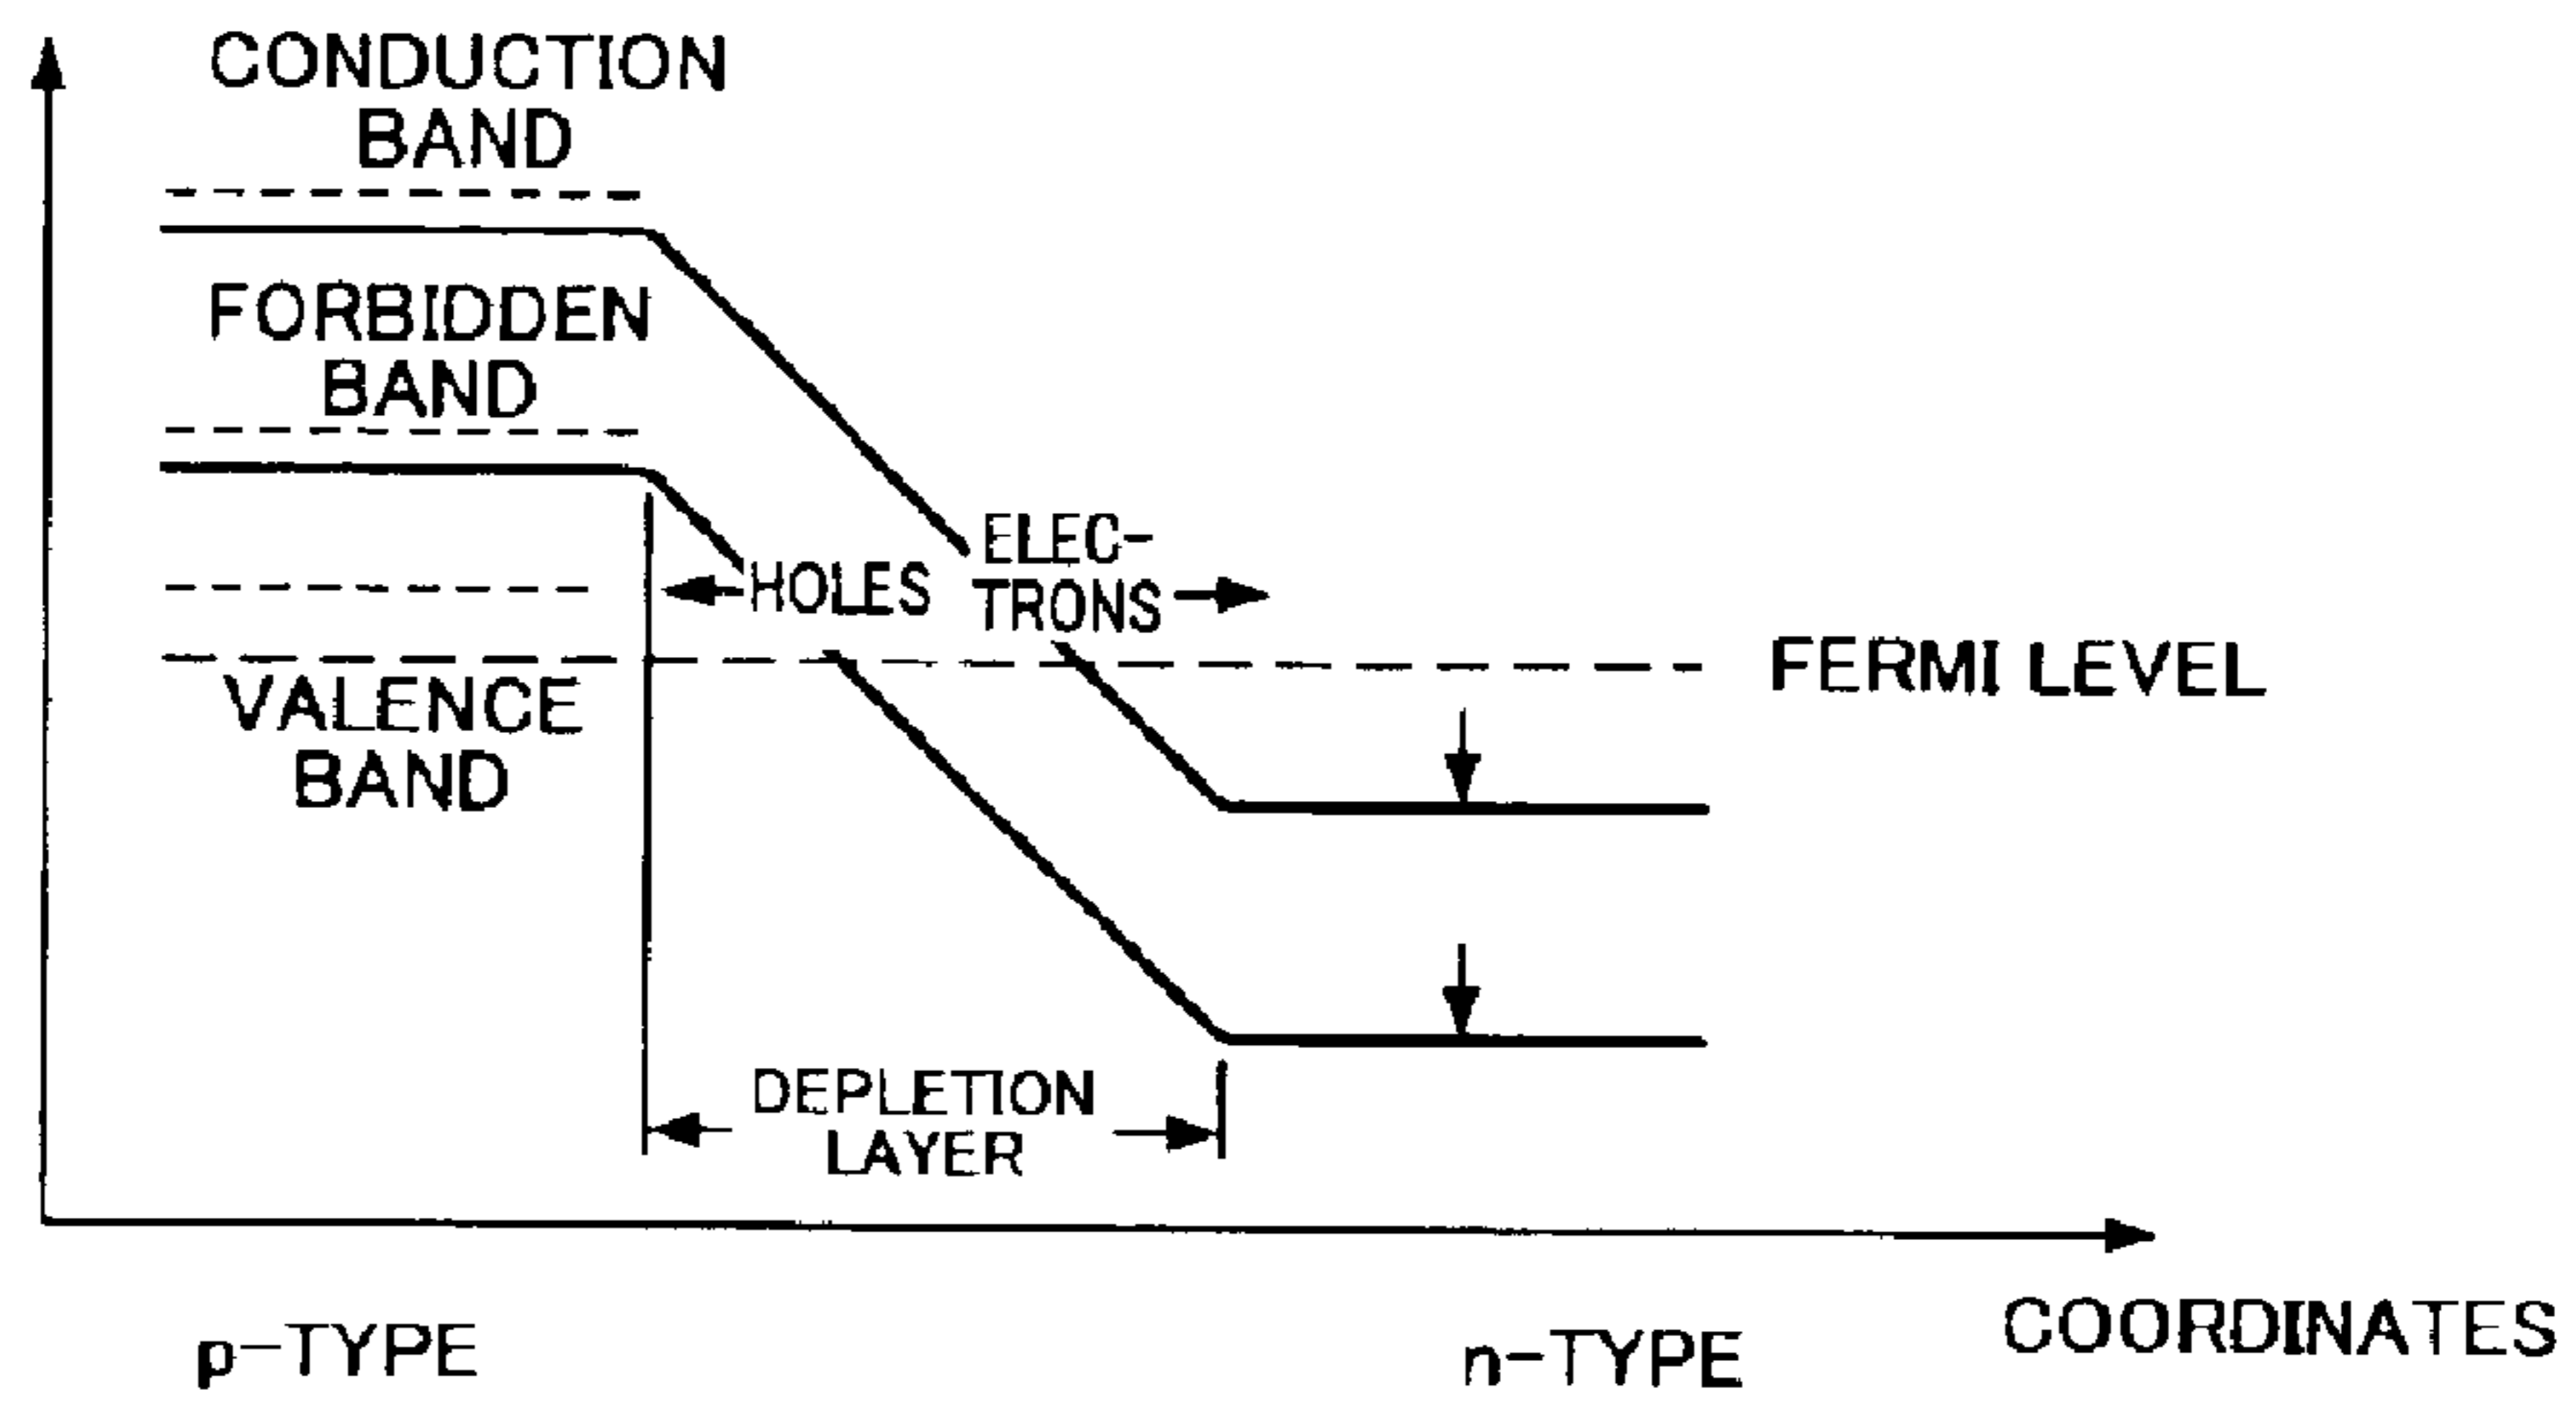 CONDUCTION
BAND
FORBIDDEN
BAND
HOLES
ELEC-
TRONS
VALENCE
BAND
FERMI LEVEL
DEPLETION
LAYER
p-TYPE
n-TYPE
COORDINATES